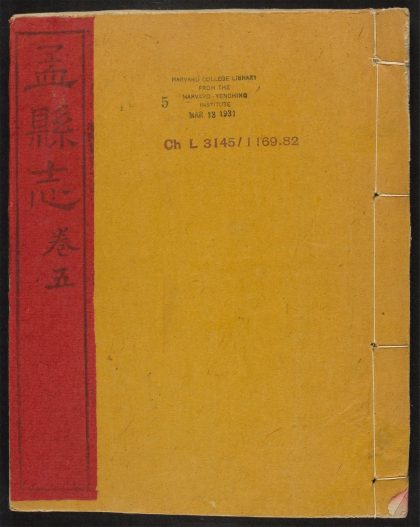 孟縣志
卷五
HARVARD COLLEGE LIBRARY
FROM THE
HARVARD-YENCHING
INSTITUTE
MAR 13 1931
5
Ch L 3145/1169.82